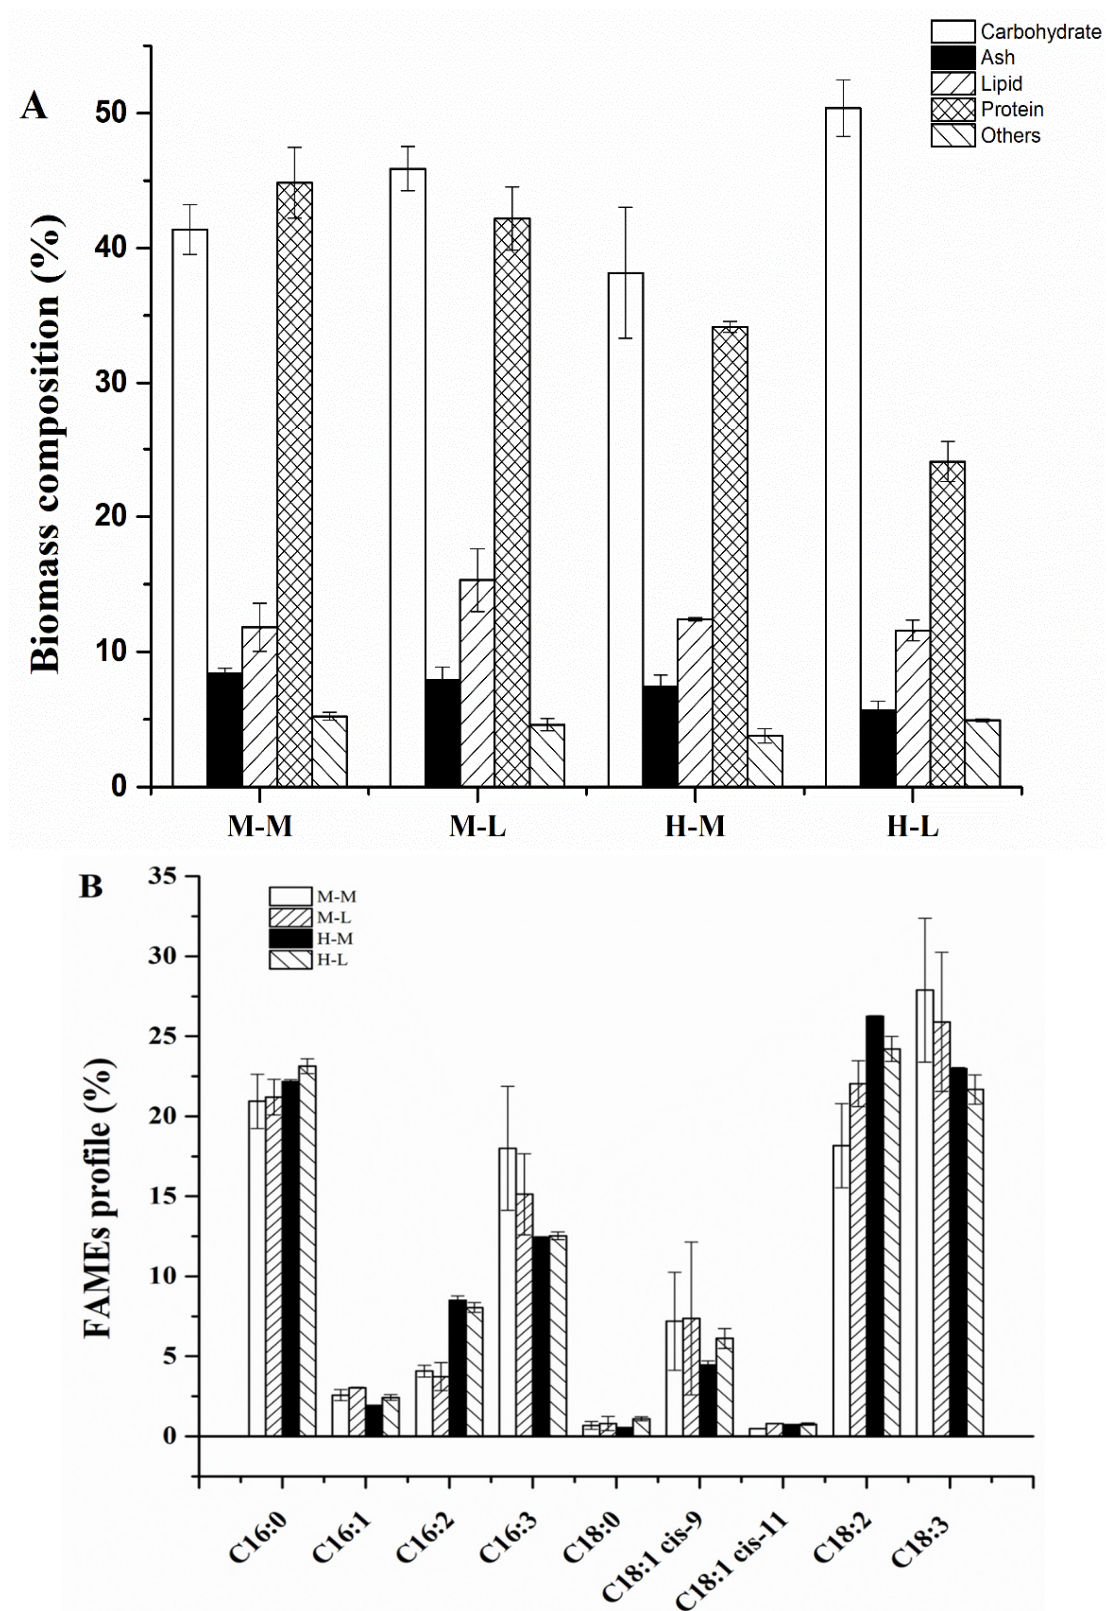 A
Carbohydrate
Ash
Lipid
Protein
Others
Biomass composition (%)
50
40
30
20
10
0
M-M M-L H-M H-L
B
M-M
M-L
H-M
H-L
FAMEs profile (%)
35
30
25
20
15
10
5
0
C16:0 C16:1 C16:2 C16:3 C18:0 C18:1 cis-9 C18:1 cis-11 C18:2 C18:3